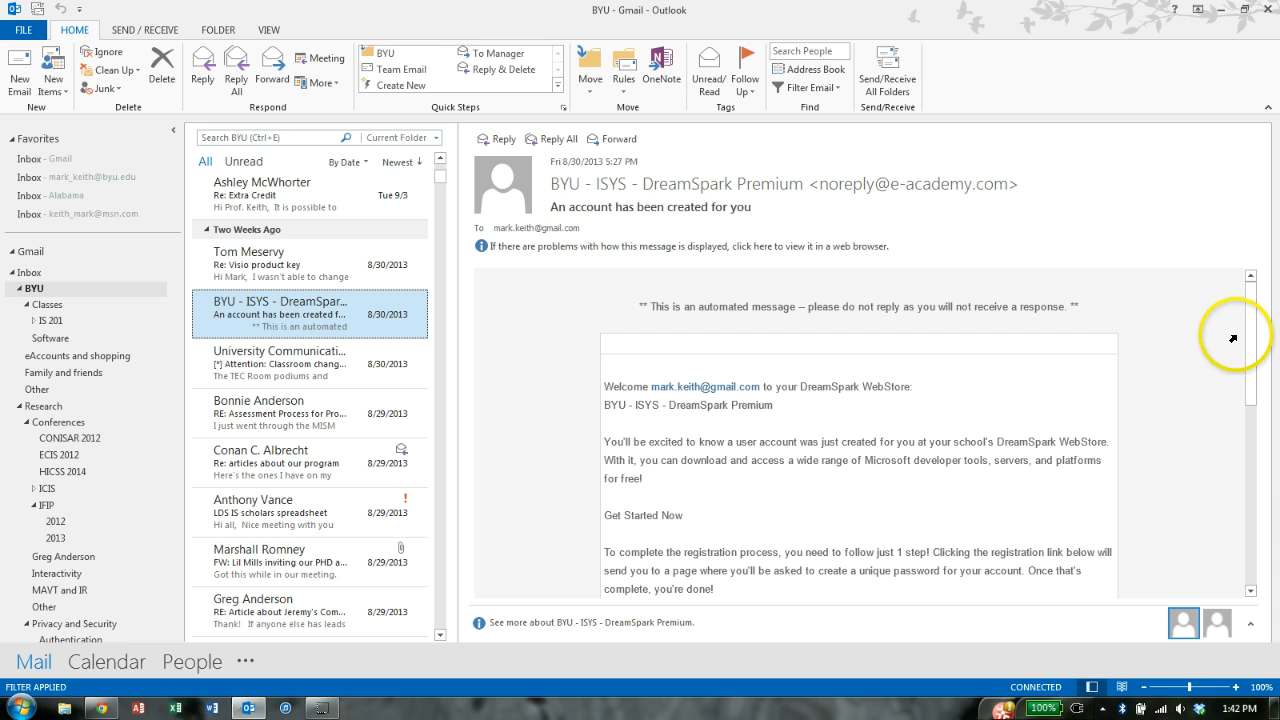 BYU - Gmail - Outlook
FILE
HOME
SEND / RECEIVE
FOLDER
VIEW
New Email
New Items
New
Ignore
Clean Up
Junk
Delete
Delete
Reply
Reply All
Forward
Meeting
More
Respond
BYU
Team Email
Create New
To Manager
Reply & Delete
Quick Steps
Move
Rules
OneNote
Move
Unread/ Read
Follow Up
Tags
Search People
Address Book
Filter Email
Find
Send/Receive All Folders
Send/Receive
Favorites
Inbox - Gmail
Inbox - mark_keith@byu.edu
Inbox - Alabama
Inbox - keith_mark@msn.com
Gmail
Inbox
BYU
Classes
IS 201
Software
eAccounts and shopping
Family and friends
Other
Research
Conferences
CONISAR 2012
ECIS 2012
HICSS 2014
ICIS
IFIP
2012
2013
Greg Anderson
Interactivity
MAVT and IR
Other
Privacy and Security
Authentication
Search BYU (Ctrl+E)
Current Folder
All
Unread
By Date
Newest
Ashley McWhorter
Re: Extra Credit
Tue 9/3
Hi Prof. Keith, It is possible to
Two Weeks Ago
Tom Meservy
Re: Visio product key
8/30/2013
Hi Mark, I wasn't able to change
BYU - ISYS - DreamSpar...
An account has been created f...
8/30/2013
** This is an automated
University Communicati...
[*] Attention: Classroom chang...
8/30/2013
The TEC Room podiums and
Bonnie Anderson
RE: Assessment Process for Pro...
8/29/2013
I just went through the MISM
Conan C. Albrecht
Re: articles about our program
8/29/2013
Here's the ones I have on my
Anthony Vance
!
LDS IS scholars spreadsheet
8/29/2013
Hi all, Nice meeting with you
Marshall Romney
FW: Lil Mills inviting our PHD a...
8/29/2013
Got this while in our meeting.
Greg Anderson
RE: Article about Jeremy's Com...
8/29/2013
Thank! If anyone else has leads
Reply
Reply All
Forward
Fri 8/30/2013 5:27 PM
BYU - ISYS - DreamSpark Premium <noreply@e-academy.com>
An account has been created for you
To mark.keith@gmail.com
If there are problems with how this message is displayed, click here to view it in a web browser.
** This is an automated message – please do not reply as you will not receive a response. **
Welcome mark.keith@gmail.com to your DreamSpark WebStore:
BYU - ISYS - DreamSpark Premium
You'll be excited to know a user account was just created for you at your school's DreamSpark WebStore.
With it, you can download and access a wide range of Microsoft developer tools, servers, and platforms
for free!
Get Started Now
To complete the registration process, you need to follow just 1 step! Clicking the registration link below will
send you to a page where you'll be asked to create a unique password for your account. Once that's
complete, you're done!
See more about BYU - ISYS - DreamSpark Premium.
Mail
Calendar
People
FILTER APPLIED
CONNECTED
100%
100%
1:42 PM